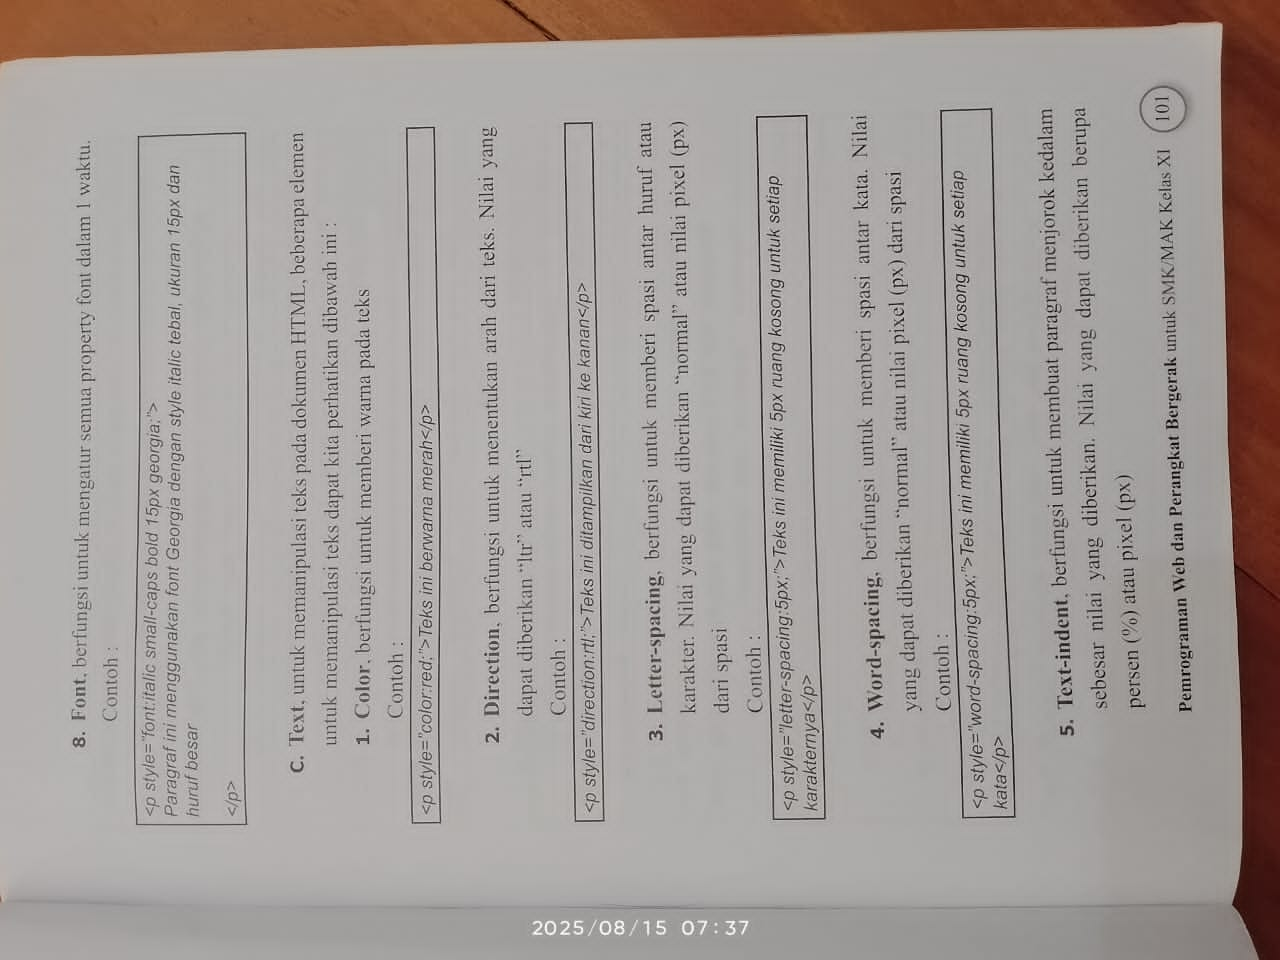 8. Font, berfungsi untuk mengatur semua property font dalam 1 waktu.
Contoh :
<p style="font:italic small-caps bold 15px georgia;">
Paragraf ini menggunakan font Georgia dengan style italic tebal, ukuran 15px dan
huruf besar
</p>
C. Text, untuk memanipulasi teks pada dokumen HTML, beberapa elemen
untuk memanipulasi teks dapat kita perhatikan dibawah ini :
1. Color, berfungsi untuk memberi warna pada teks
Contoh :
<p style="color:red;">Teks ini berwarna merah</p>
2. Direction, berfungsi untuk menentukan arah dari teks. Nilai yang
dapat diberikan “ltr” atau “rtl”
Contoh :
<p style="direction:rtl;">Teks ini ditampilkan dari kiri ke kanan</p>
3. Letter-spacing, berfungsi untuk memberi spasi antar huruf atau
karakter. Nilai yang dapat diberikan “normal” atau nilai pixel (px)
dari spasi
Contoh :
<p style="letter-spacing:5px;">Teks ini memiliki 5px ruang kosong untuk setiap
karakternya</p>
4. Word-spacing, berfungsi untuk memberi spasi antar kata. Nilai
yang dapat diberikan “normal” atau nilai pixel (px) dari spasi
Contoh :
<p style="word-spacing:5px;">Teks ini memiliki 5px ruang kosong untuk setiap
kata</p>
5. Text-indent, berfungsi untuk membuat paragraf menjorok kedalam
sebesar nilai yang diberikan. Nilai yang dapat diberikan berupa
persen (%) atau pixel (px)
Pemrograman Web dan Perangkat Bergerak untuk SMK/MAK Kelas XI 101
2025/08/15 07:37